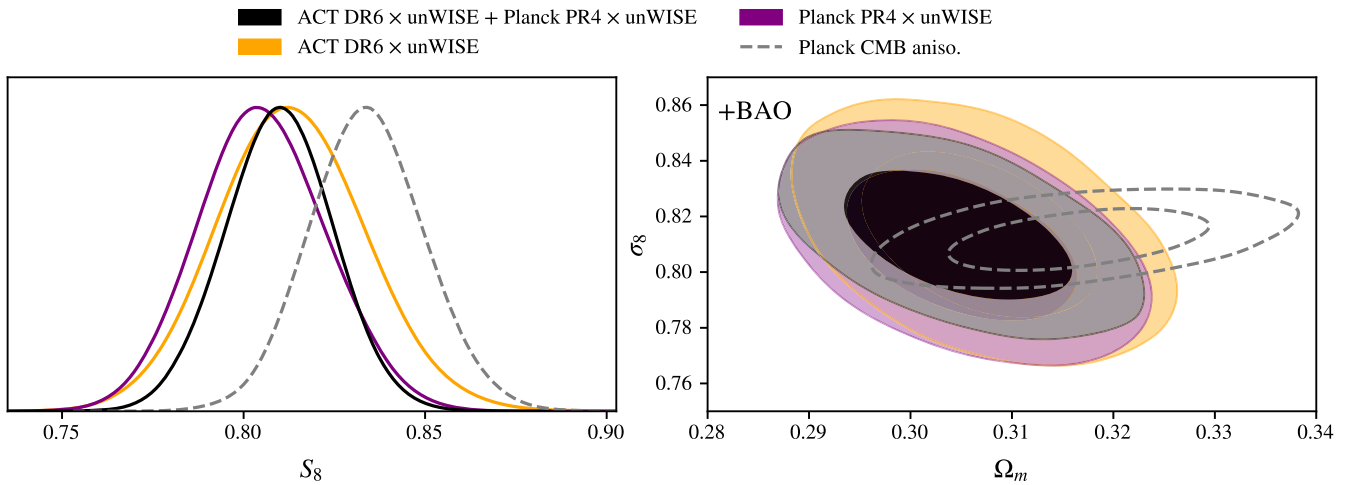 ACT DR6 × unWISE + Planck PR4 × unWISE
ACT DR6 × unWISE
Planck PR4 × unWISE
Planck CMB aniso.
0.75 0.80 0.85 0.90
S₈
+BAO
0.86
0.84
0.82
0.80
0.78
0.76
σ₈
0.28 0.29 0.30 0.31 0.32 0.33 0.34
Ωₘ